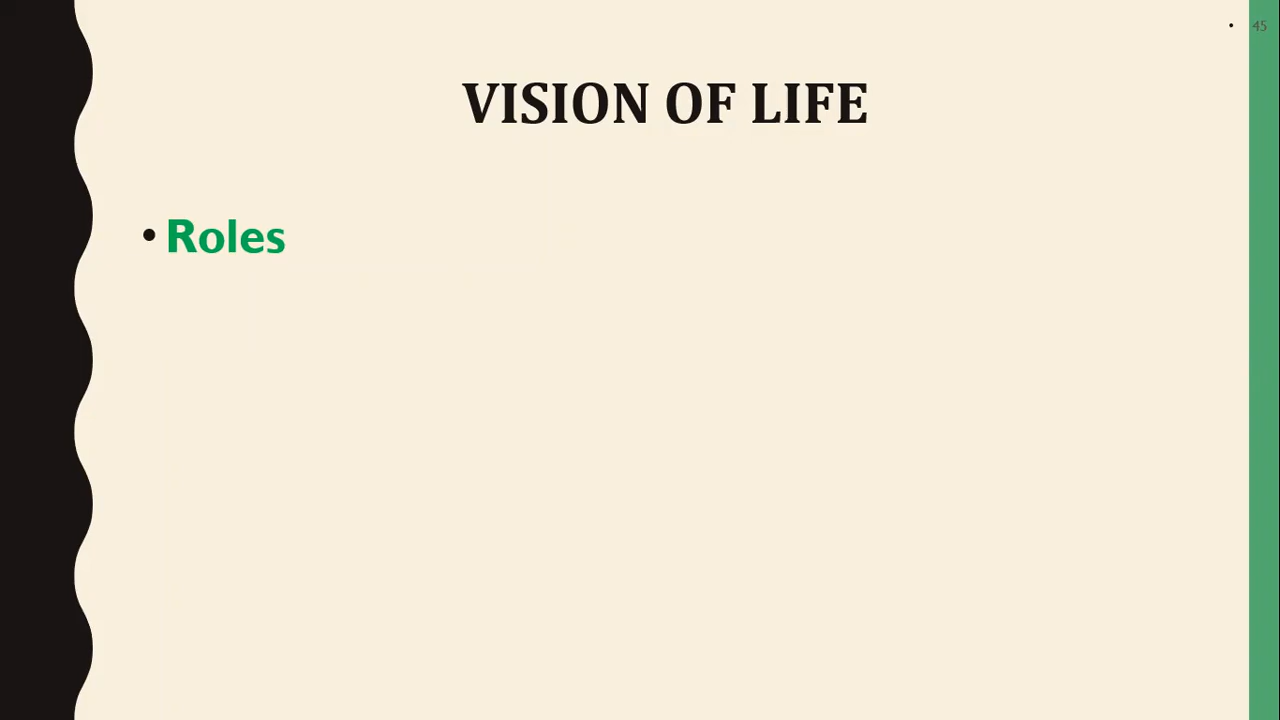 • 45
VISION OF LIFE
• Roles